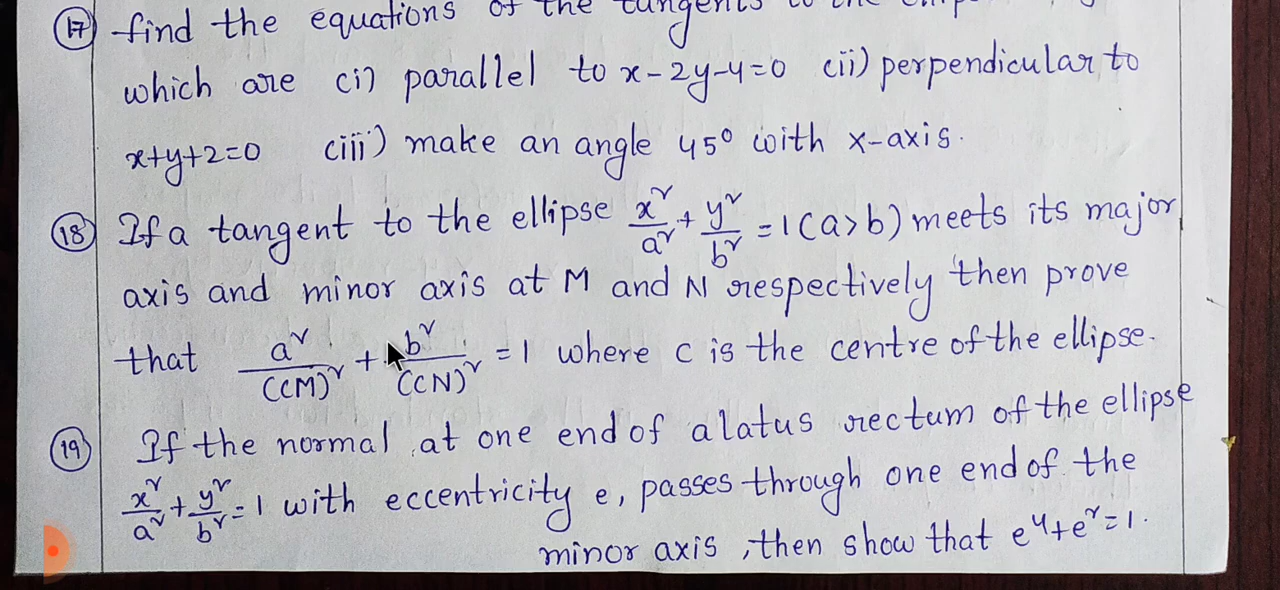 17 find the equations of the tangents to the
which are (i) parallel to x-2y-4=0 (ii) perpendicular to
x+y+2=0 (iii) make an angle 45° with x-axis.
18 If a tangent to the ellipse x²/a² + y²/b² = 1 (a>b) meets its major
axis and minor axis at M and N respectively then prove
that a²/(CM)² + b²/(CN)² = 1 where C is the centre of the ellipse.
19 If the normal at one end of a latus rectum of the ellipse
x²/a² + y²/b² = 1 with eccentricity e, passes through one end of the
minor axis, then show that e⁴+e²=1.